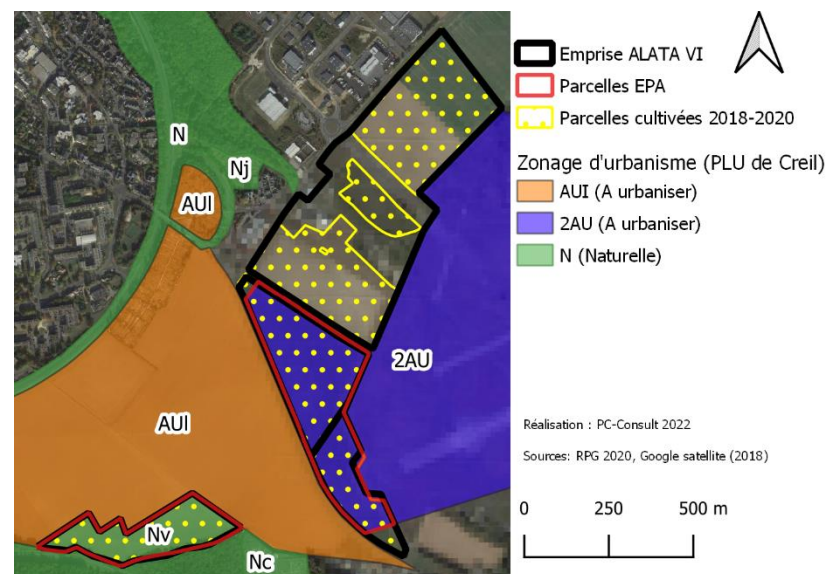 Emprise ALATA VI
Parcelles EPA
Parcelles cultivées 2018-2020
Zonage d'urbanisme (PLU de Creil)
AUI (A urbaniser)
2AU (A urbaniser)
N (Naturelle)
Réalisation : PC-Consult 2022
Sources: RPG 2020, Google satellite (2018)
0 250 500 m
N
Nj
AUI
2AU
AUI
Nv
Nc